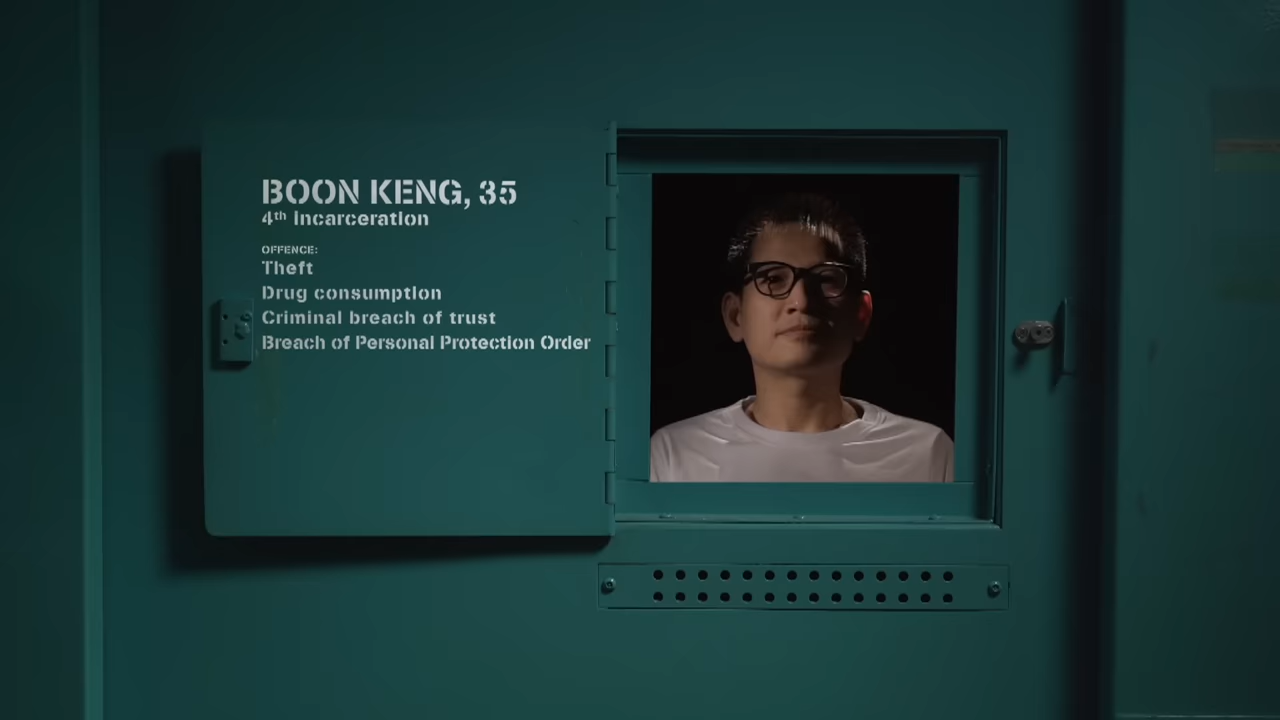 BOON KENG, 35
4th Incarceration
OFFENCE:
Theft
Drug consumption
Criminal breach of trust
Breach of Personal Protection Order